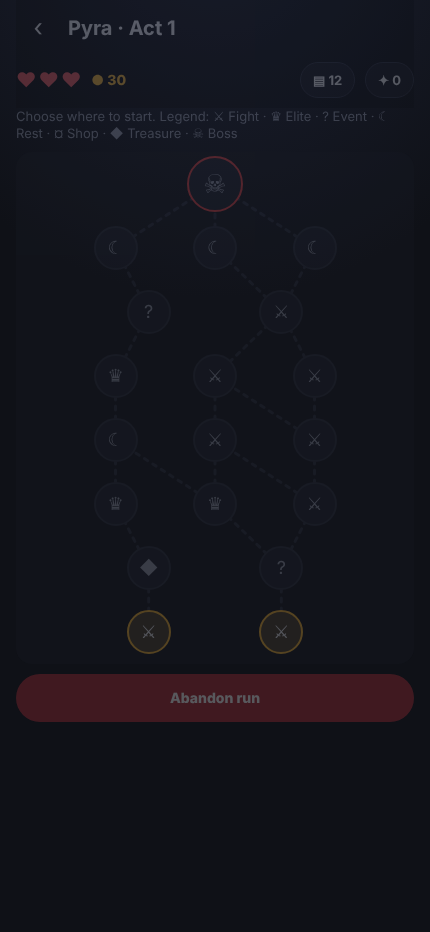 ‹ Pyra · Act 1
♥♥♥ ● 30 ▤ 12 ✦ 0
Choose where to start. Legend: ⚔ Fight · ♛ Elite · ? Event · ☾
Rest · ¤ Shop · ◆ Treasure · ☠ Boss
☠
☾ ☾ ☾
? ⚔
♛ ⚔ ⚔
☾ ⚔ ⚔
♛ ♛ ⚔
◆ ?
⚔ ⚔
Abandon run